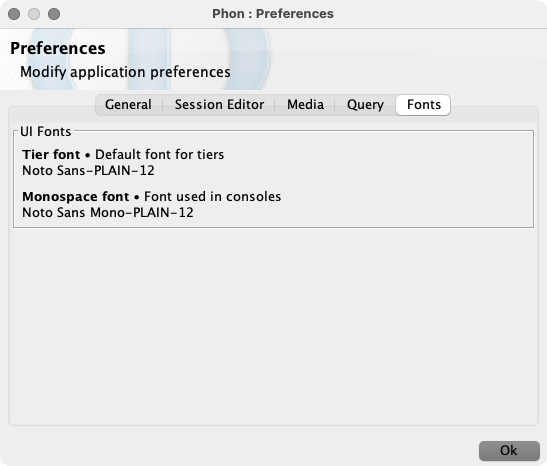 Phon : Preferences
Preferences
Modify application preferences
General
Session Editor
Media
Query
Fonts
UI Fonts
Tier font • Default font for tiers
Noto Sans-PLAIN-12
Monospace font • Font used in consoles
Noto Sans Mono-PLAIN-12
Ok